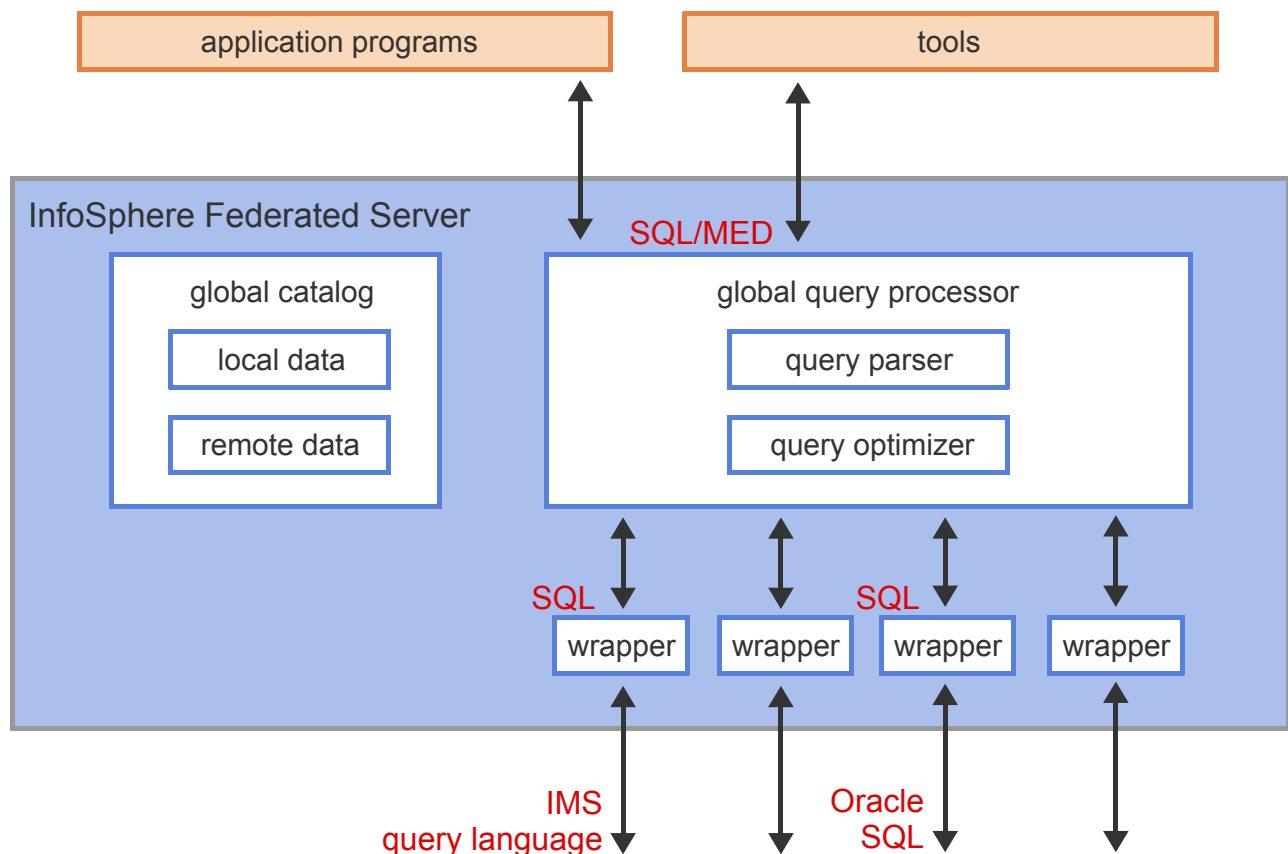 application programs
tools
InfoSphere Federated Server
SQL/MED
global catalog
global query processor
local data
query parser
remote data
query optimizer
SQL
SQL
wrapper
wrapper
wrapper
wrapper
IMS
query language
Oracle
SQL